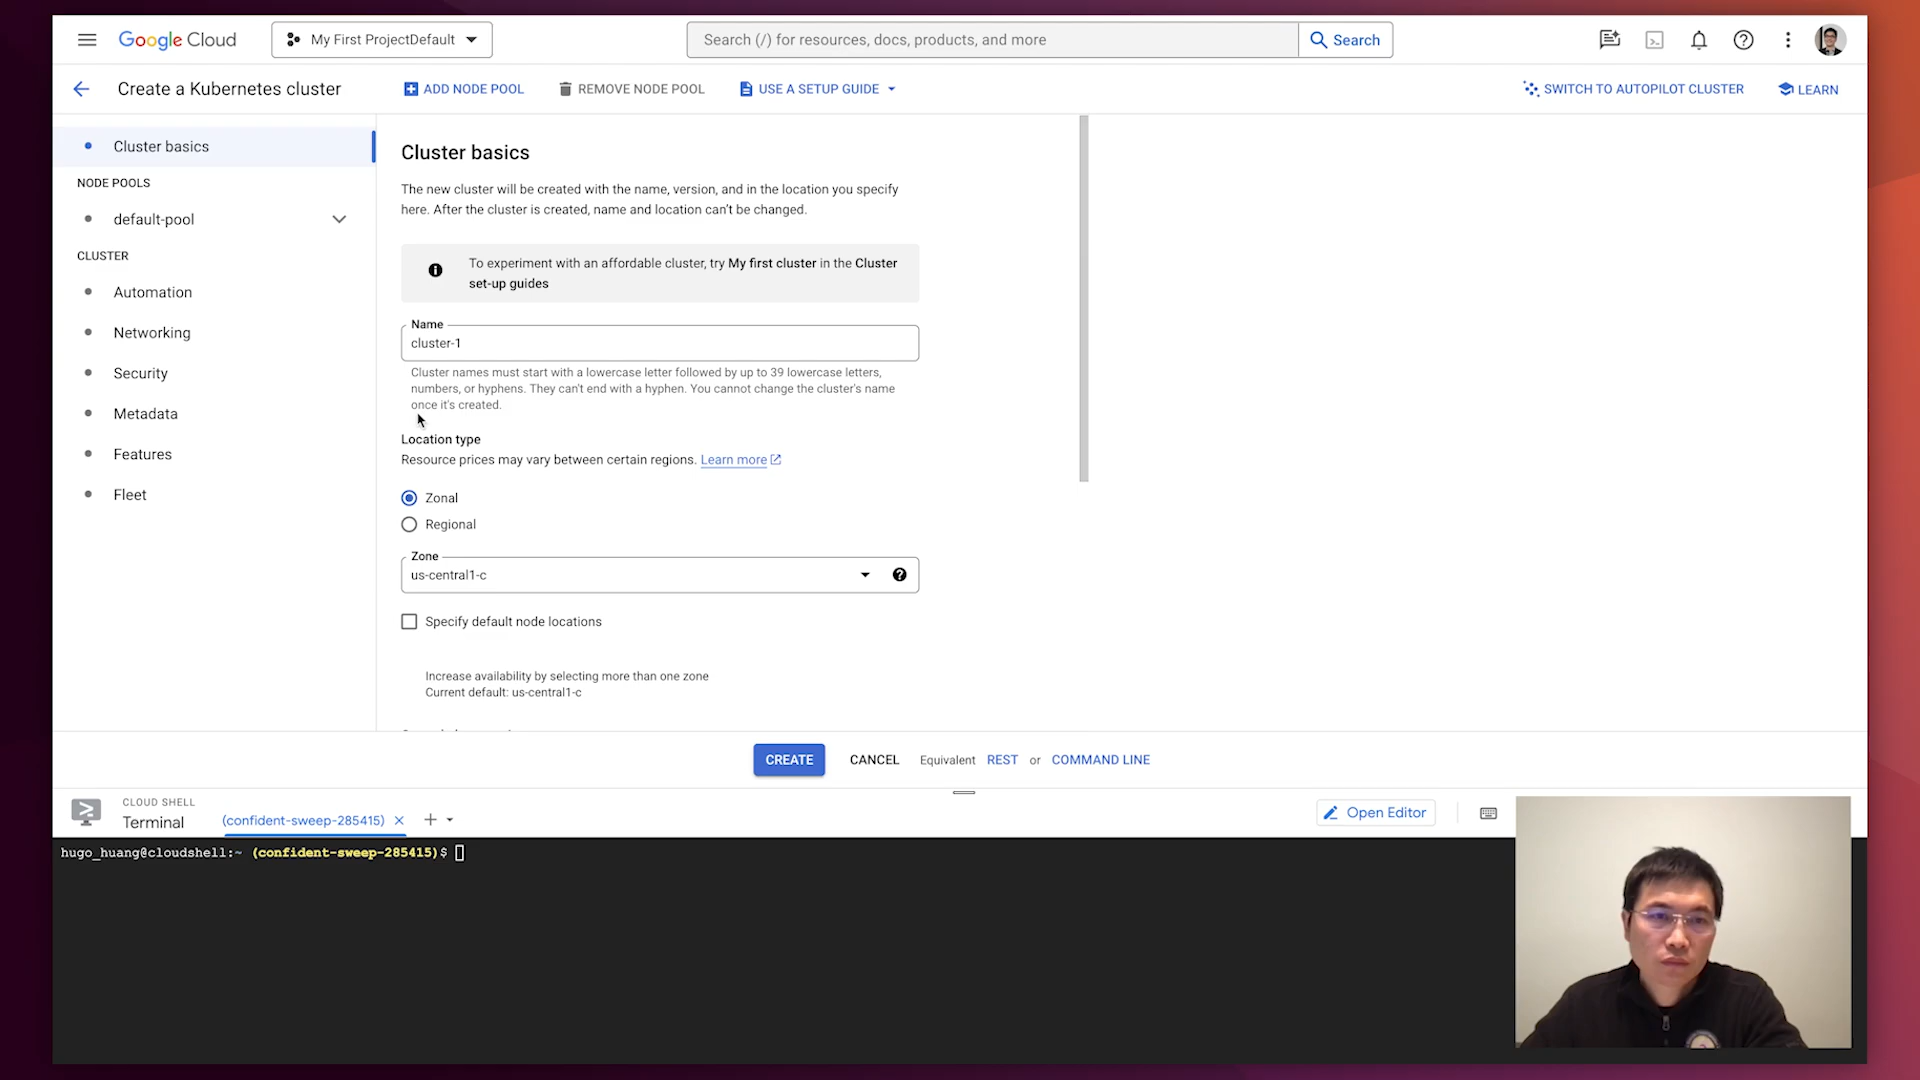 Google Cloud
My First ProjectDefault
Search (/) for resources, docs, products, and more
Search
Create a Kubernetes cluster
ADD NODE POOL
REMOVE NODE POOL
USE A SETUP GUIDE
SWITCH TO AUTOPILOT CLUSTER
LEARN
Cluster basics
NODE POOLS
default-pool
CLUSTER
Automation
Networking
Security
Metadata
Features
Fleet
Cluster basics
The new cluster will be created with the name, version, and in the location you specify
here. After the cluster is created, name and location can't be changed.
To experiment with an affordable cluster, try My first cluster in the Cluster
set-up guides
Name
cluster-1
Cluster names must start with a lowercase letter followed by up to 39 lowercase letters,
numbers, or hyphens. They can't end with a hyphen. You cannot change the cluster's name
once it's created.
Location type
Resource prices may vary between certain regions. Learn more
Zonal
Regional
Zone
us-central1-c
Specify default node locations
Increase availability by selecting more than one zone
Current default: us-central1-c
CREATE
CANCEL
Equivalent REST or COMMAND LINE
CLOUD SHELL
Terminal
(confident-sweep-285415)
Open Editor
hugo_huang@cloudshell:~ (confident-sweep-285415)$